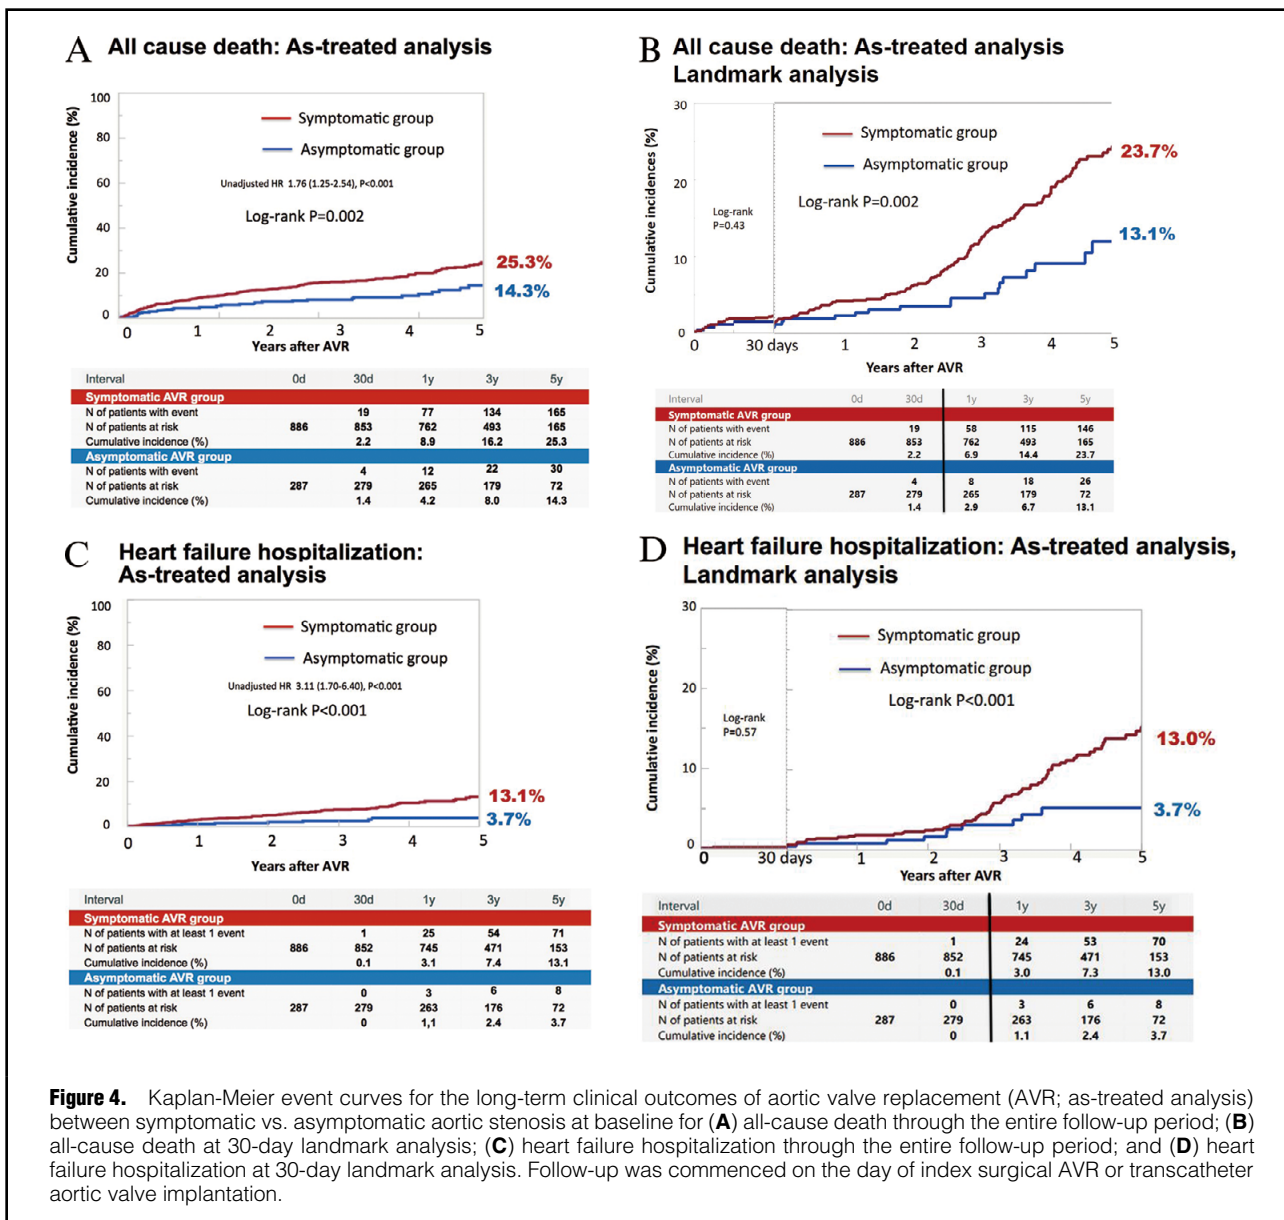 A All cause death: As-treated analysis
100
80
60
40
20
0
Cumulative incidence (%)
Symptomatic group
Asymptomatic group
Unadjusted HR 1.76 (1.25-2.54), P<0.001
Log-rank P=0.002
25.3%
14.3%
0 1 2 3 4 5
Years after AVR
Interval 0d 30d 1y 3y 5y
Symptomatic AVR group
N of patients with event 19 77 134 165
N of patients at risk 886 853 762 493 165
Cumulative incidence (%) 2.2 8.9 16.2 25.3
Asymptomatic AVR group
N of patients with event 4 12 22 30
N of patients at risk 287 279 265 179 72
Cumulative incidence (%) 1.4 4.2 8.0 14.3
B All cause death: As-treated analysis
Landmark analysis
30
20
10
0
Cumulative incidences (%)
Symptomatic group
Asymptomatic group
Log-rank
P=0.43
Log-rank P=0.002
23.7%
13.1%
0 30 days 1 2 3 4 5
Years after AVR
Interval 0d 30d 1y 3y 5y
Symptomatic AVR group
N of patients with event 19 58 115 146
N of patients at risk 886 853 762 493 165
Cumulative incidence (%) 2.2 6.9 14.4 23.7
Asymptomatic AVR group
N of patients with event 4 8 18 26
N of patients at risk 287 279 265 179 72
Cumulative incidence (%) 1.4 2.9 6.7 13.1
C Heart failure hospitalization:
As-treated analysis
100
80
60
40
20
0
Cumulative incidence (%)
Symptomatic group
Asymptomatic group
Unadjusted HR 3.11 (1.70-6.40), P<0.001
Log-rank P<0.001
13.1%
3.7%
0 1 2 3 4 5
Years after AVR
Interval 0d 30d 1y 3y 5y
Symptomatic AVR group
N of patients with at least 1 event 1 25 54 71
N of patients at risk 886 852 745 471 153
Cumulative incidence (%) 0.1 3.1 7.4 13.1
Asymptomatic AVR group
N of patients with at least 1 event 0 3 6 8
N of patients at risk 287 279 263 176 72
Cumulative incidence (%) 0 1,1 2.4 3.7
D Heart failure hospitalization: As-treated analysis,
Landmark analysis
30
20
10
0
Cumulative incidence (%)
Symptomatic group
Asymptomatic group
Log-rank
P=0.57
Log-rank P<0.001
13.0%
3.7%
0 30 days 1 2 3 4 5
Years after AVR
Interval 0d 30d 1y 3y 5y
Symptomatic AVR group
N of patients with at least 1 event 1 24 53 70
N of patients at risk 886 852 745 471 153
Cumulative incidence (%) 0.1 3.0 7.3 13.0
Asymptomatic AVR group
N of patients with at least 1 event 0 3 6 8
N of patients at risk 287 279 263 176 72
Cumulative incidence (%) 0 1.1 2.4 3.7
Figure 4. Kaplan-Meier event curves for the long-term clinical outcomes of aortic valve replacement (AVR; as-treated analysis)
between symptomatic vs. asymptomatic aortic stenosis at baseline for (A) all-cause death through the entire follow-up period; (B)
all-cause death at 30-day landmark analysis; (C) heart failure hospitalization through the entire follow-up period; and (D) heart
failure hospitalization at 30-day landmark analysis. Follow-up was commenced on the day of index surgical AVR or transcatheter
aortic valve implantation.